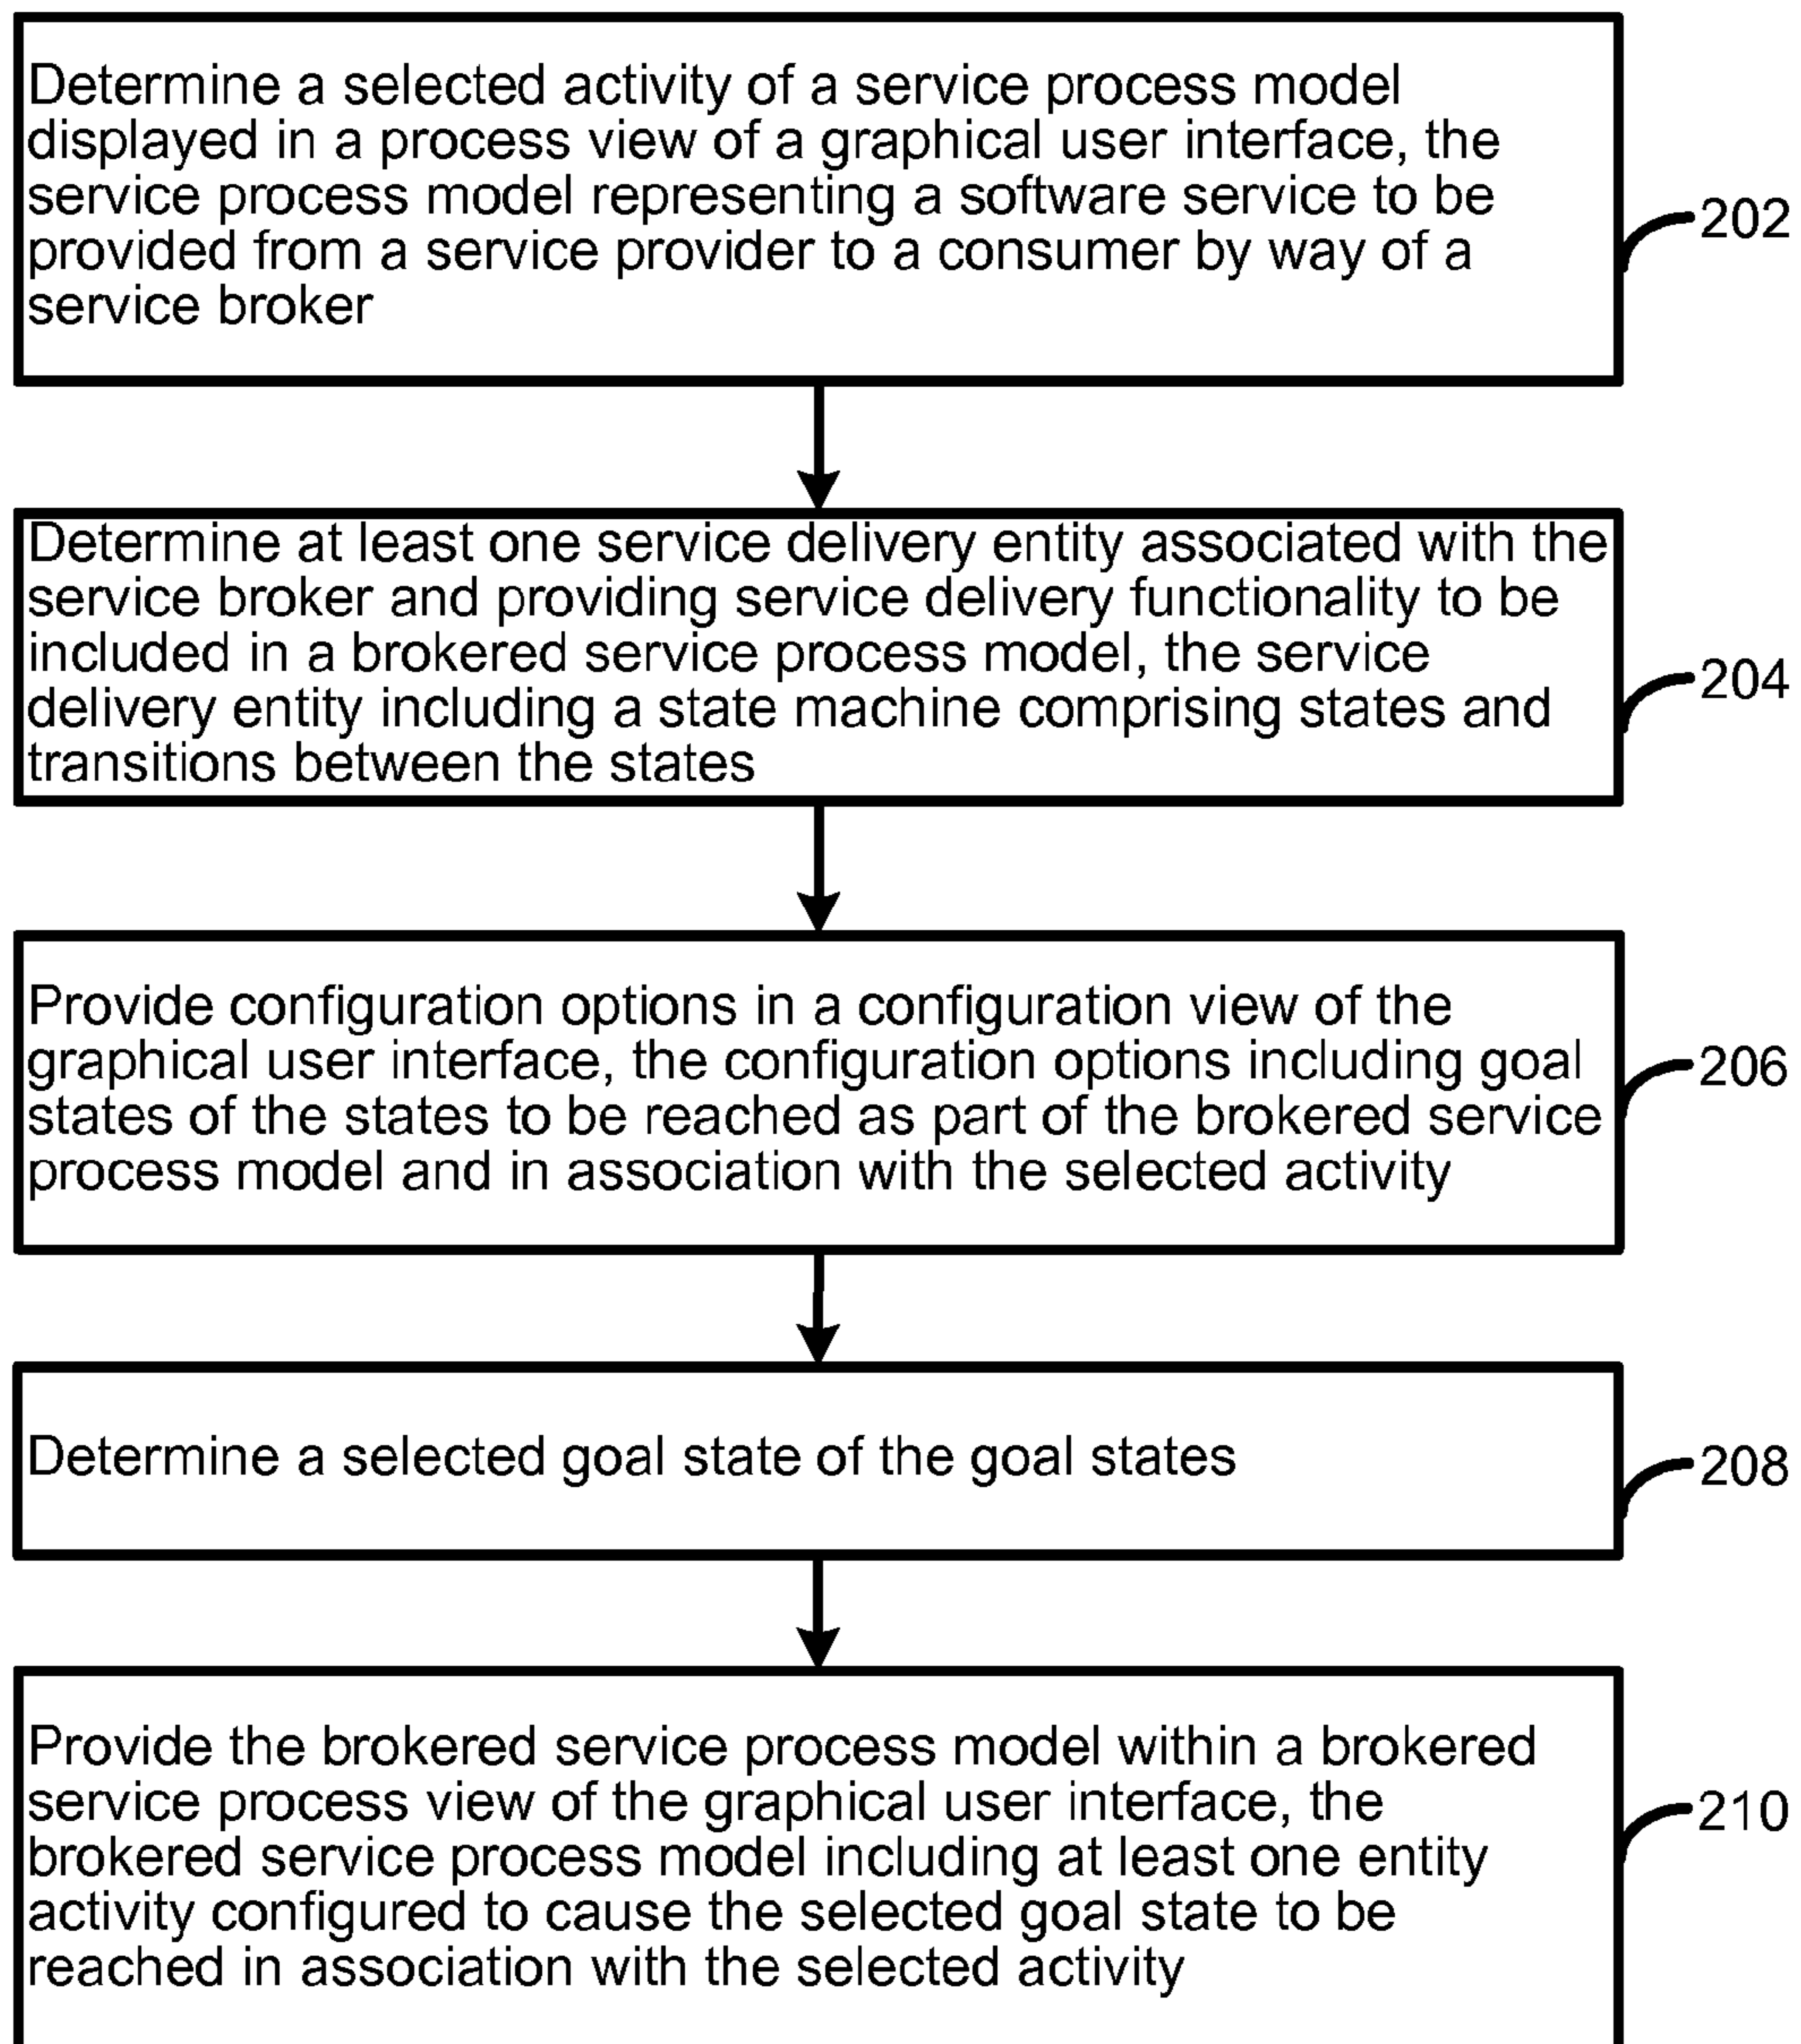 Determine a selected activity of a service process model
displayed in a process view of a graphical user interface, the
service process model representing a software service to be
provided from a service provider to a consumer by way of a
service broker
202
Determine at least one service delivery entity associated with the
service broker and providing service delivery functionality to be
included in a brokered service process model, the service
delivery entity including a state machine comprising states and
transitions between the states
204
Provide configuration options in a configuration view of the
graphical user interface, the configuration options including goal
states of the states to be reached as part of the brokered service
process model and in association with the selected activity
206
Determine a selected goal state of the goal states
208
Provide the brokered service process model within a brokered
service process view of the graphical user interface, the
brokered service process model including at least one entity
activity configured to cause the selected goal state to be
reached in association with the selected activity
210